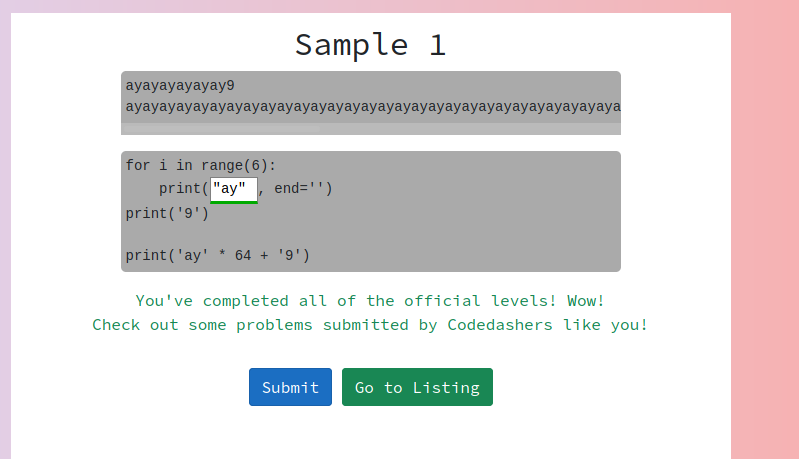 Sample 1
ayayayayayay9
ayayayayayayayayayayayayayayayayayayayayayayayayayayayayaya
for i in range(6):
    print("ay" , end='')
print('9')
print('ay' * 64 + '9')
You've completed all of the official levels! Wow!
Check out some problems submitted by Codedashers like you!
Submit
Go to Listing